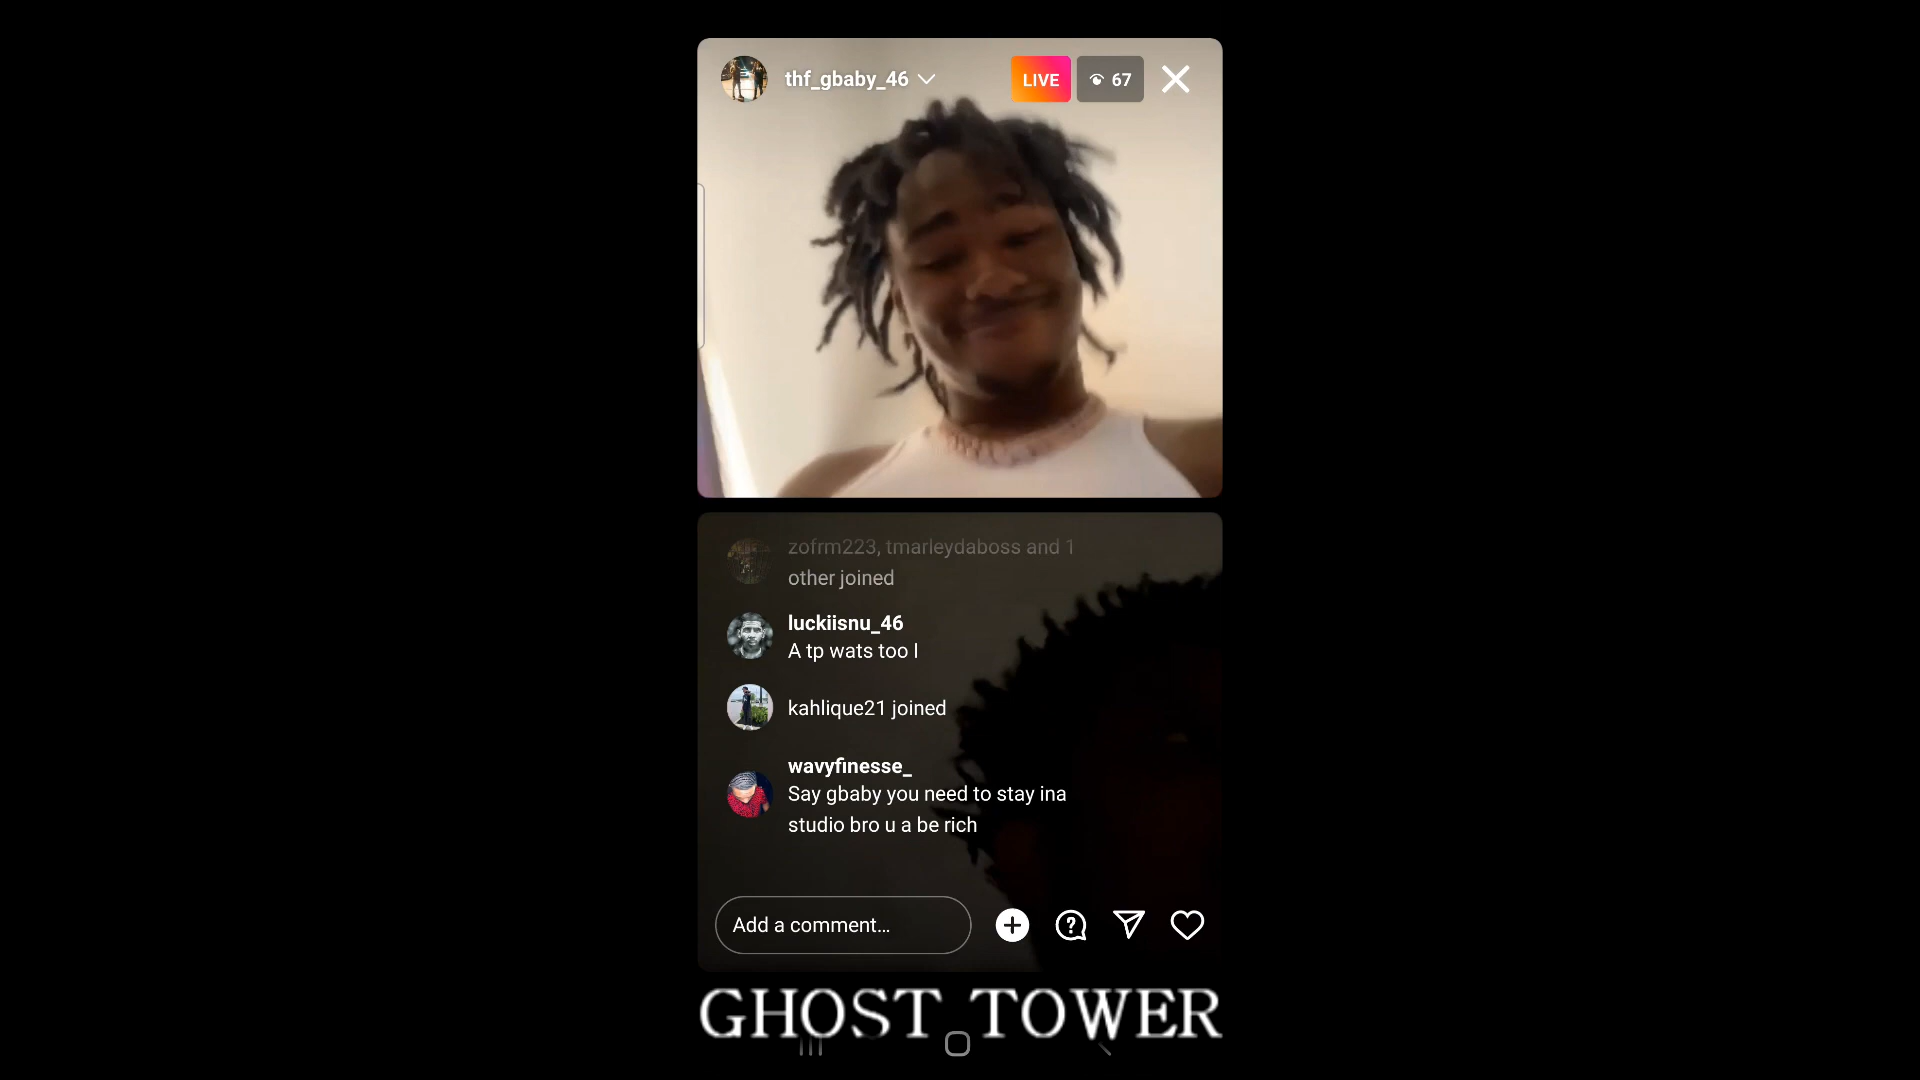 thf_gbaby_46
LIVE
67
zofrm223, tmarleydaboss and 1
other joined
luckiisnu_46
A tp wats too l
kahlique21 joined
wavyfinesse_
Say gbaby you need to stay ina
studio bro u a be rich
Add a comment...
GHOST TOWER